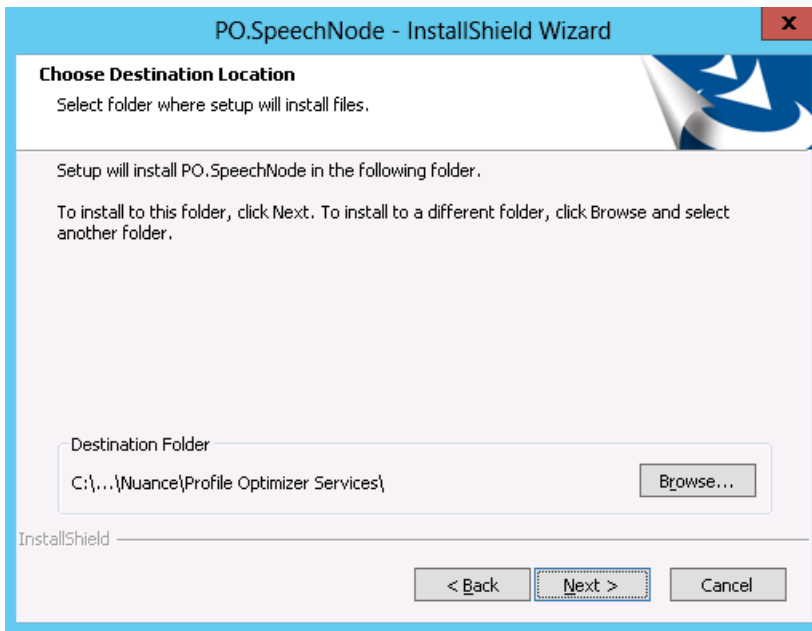 PO.SpeechNode - InstallShield Wizard
x
Choose Destination Location
Select folder where setup will install files.
Setup will install PO.SpeechNode in the following folder.
To install to this folder, click Next. To install to a different folder, click Browse and select
another folder.
Destination Folder
C:\...\Nuance\Profile Optimizer Services\
Browse...
InstallShield
< Back
Next >
Cancel